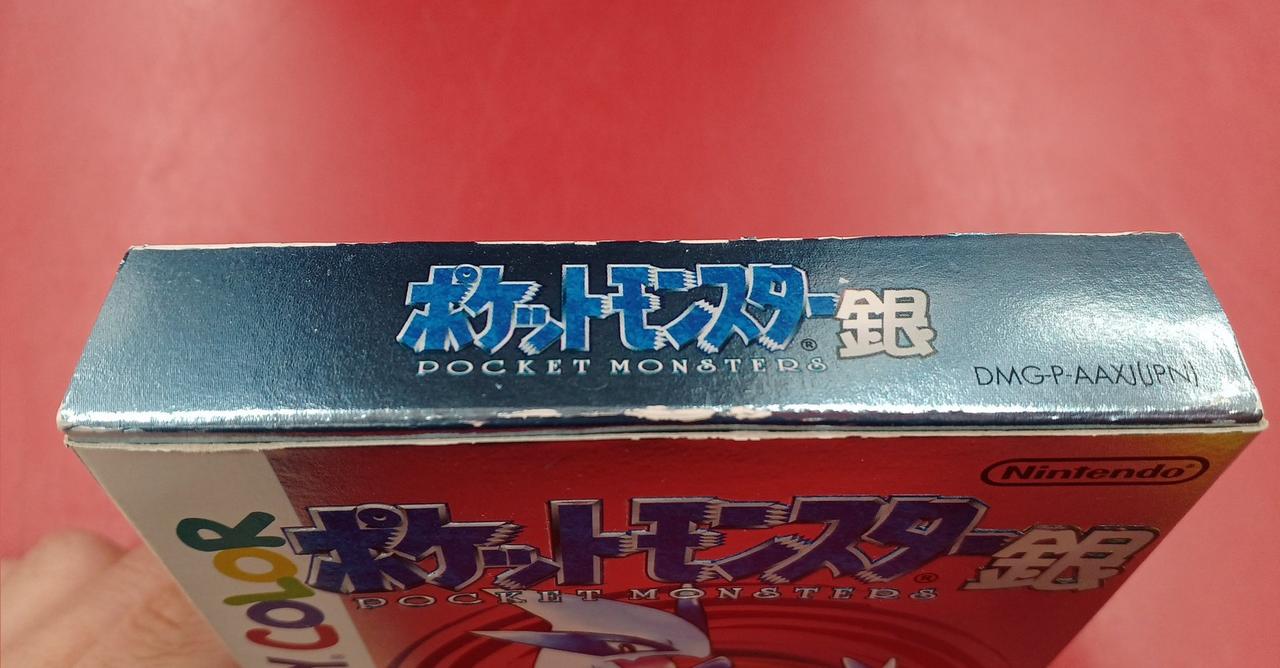 ポケットモンスター®銀
POCKET MONSTERS
DMG-P-AAXJ(JPN)
Nintendo®
ポケットモンスター®銀
POCKET MONSTERS
Y.COLOR